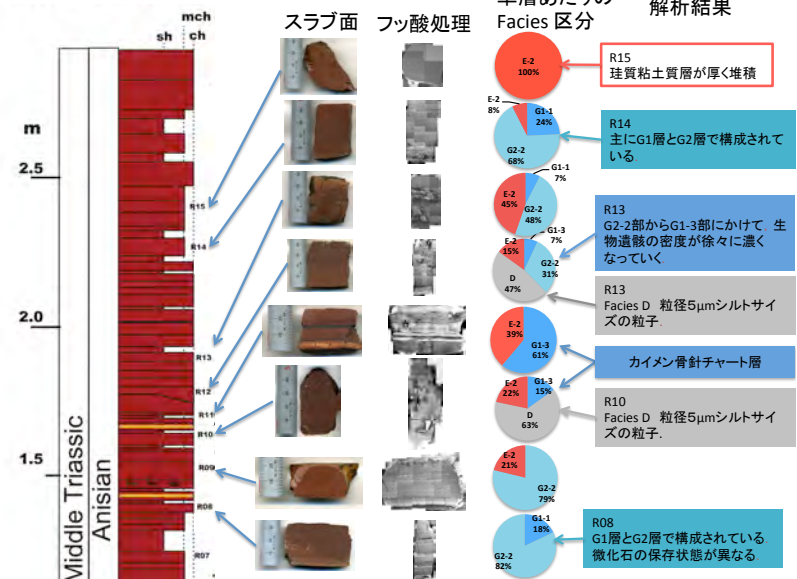 mch
sh
ch
m
2.5
2.0
1.5
Middle Triassic
Anisian
R15
R14
R13
R12
R11
R10
R09
R08
R07
スラブ面
フッ酸処理
Facies 区分
解析結果
E-2
100%
E-2
8%
G1-1
24%
G2-2
68%
G1-1
7%
E-2
45%
G2-2
48%
G1-3
7%
E-2
15%
G2-2
31%
D
47%
E-2
39%
G1-3
61%
E-2
22%
G1-3
15%
D
63%
E-2
21%
G2-2
79%
G1-1
18%
G2-2
82%
R15
珪質粘土質層が厚く堆積
R14
主にG1層とG2層で構成されて
いる.
R13
G2-2部からG1-3部にかけて, 生
物遺骸の密度が徐々に濃く
なっていく
R13
Facies D 粒径5μmシルトサイ
ズの粒子.
カイメン骨針チャート層
R10
Facies D 粒径5μmシルトサイ
ズの粒子.
R08
G1層とG2層で構成されている.
微化石の保存状態が異なる.